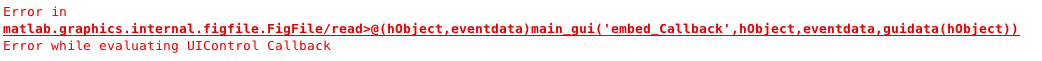 Error in
matlab.graphics.internal.figfile.FigFile/read>@(hObject,eventdata)main_gui('embed_Callback',hObject,eventdata,guidata(hObject))
Error while evaluating UIControl Callback